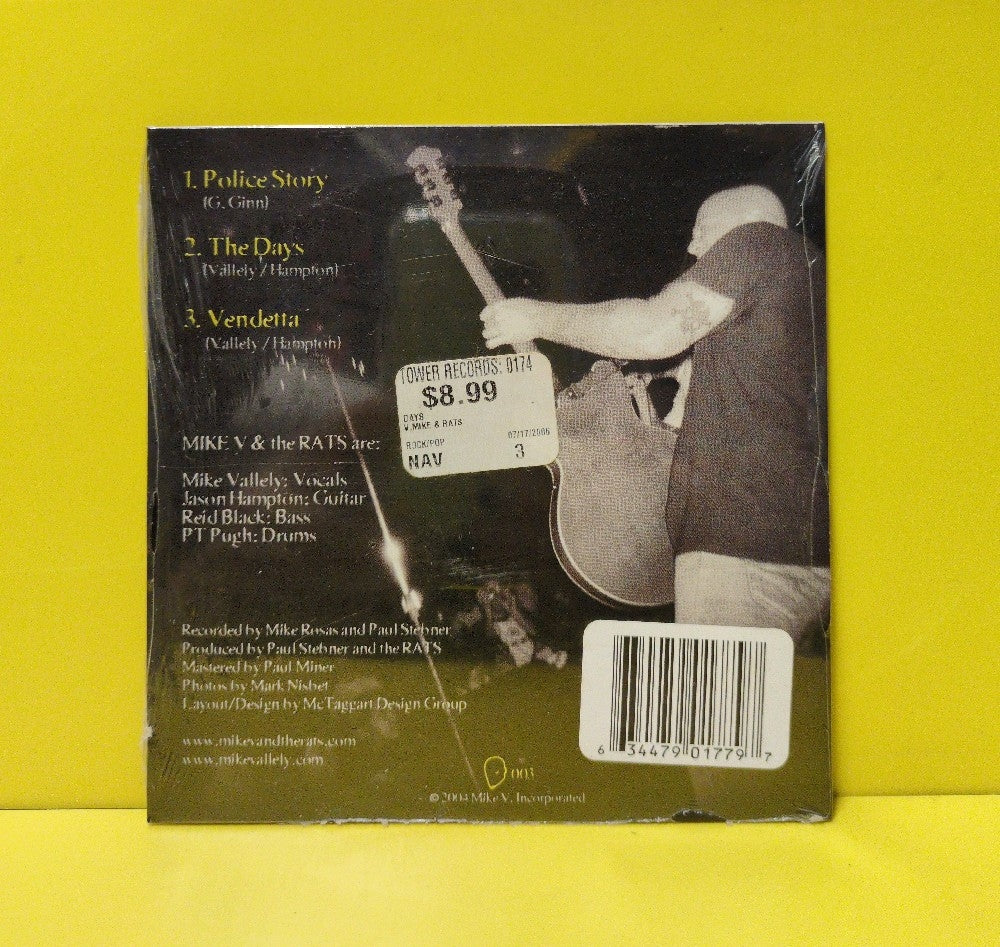 1. Police Story
(G. Ginn)
2. The Days
(Vallely / Hampton)
3. Vendetta
(Vallely / Hampton)
TOWER RECORDS: 0174
$8.99
DAYS
V.MIKE & RATS
ROCK/POP 07/17/2006
NAV 3
MIKE V & the RATS are:
Mike Vallely: Vocals
Jason Hampton: Guitar
Reid Black: Bass
PT Pugh: Drums
Recorded by Mike Rosas and Paul Stebner
Produced by Paul Stebner and the RATS
Mastered by Paul Miner
Photos by Mark Nisbet
Layout/Design by McTaggart Design Group
www.mikevandtherats.com
www.mikevallely.com
003
© 2004 Mike V. Incorporated
6 34479 01779 7